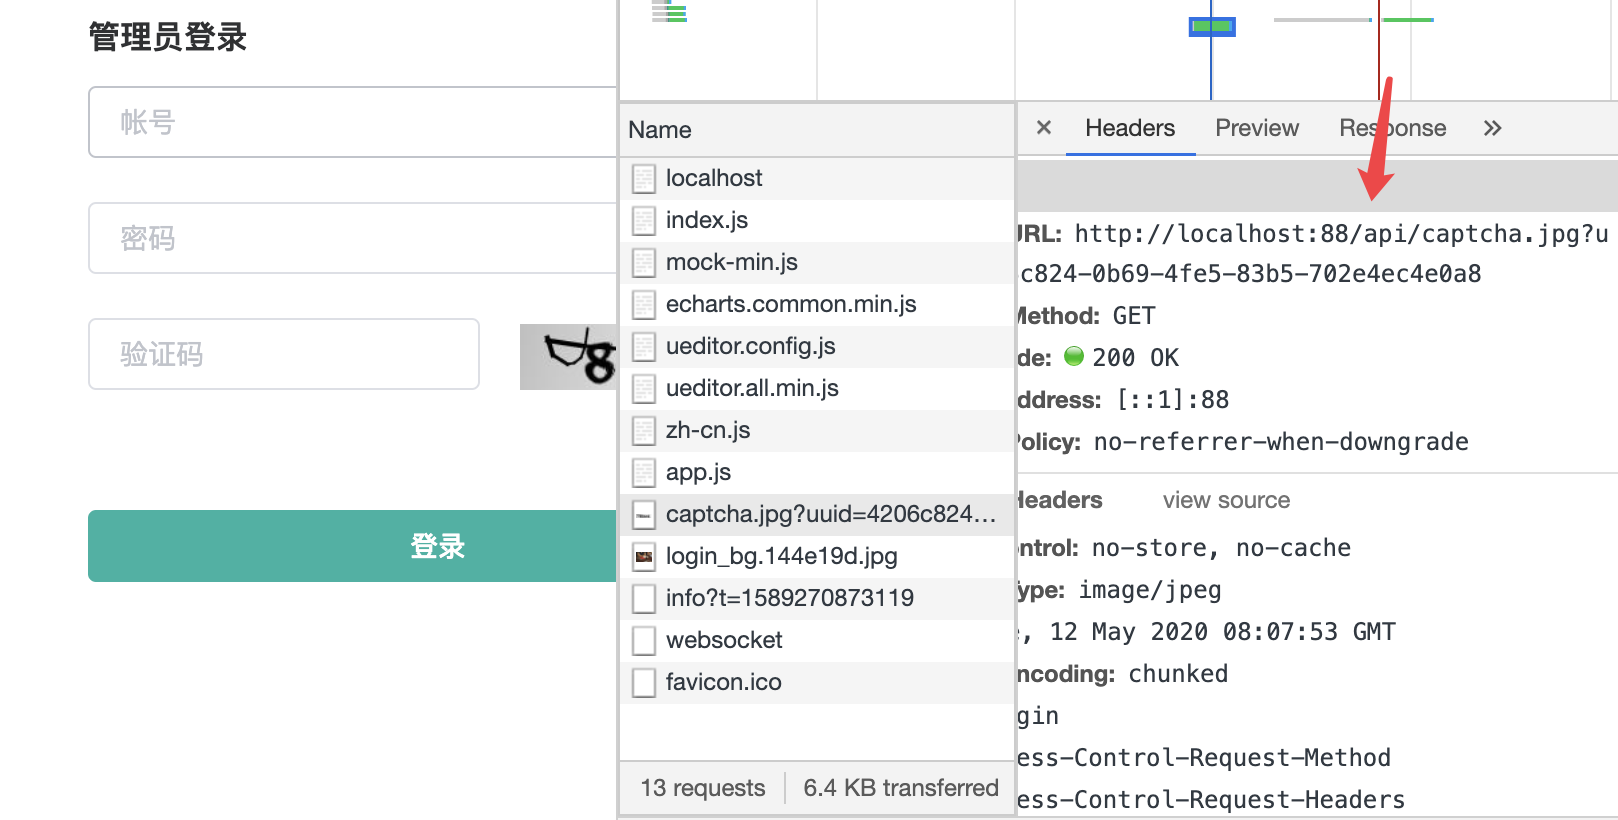 管理员登录
帐号
密码
验证码
登录
Name
localhost
index.js
mock-min.js
echarts.common.min.js
ueditor.config.js
ueditor.all.min.js
zh-cn.js
app.js
captcha.jpg?uuid=4206c824...
login_bg.144e19d.jpg
info?t=1589270873119
websocket
favicon.ico
13 requests
6.4 KB transferred
× Headers Preview Response »
URL: http://localhost:88/api/captcha.jpg?u
c824-0b69-4fe5-83b5-702e4ec4e0a8
Method: GET
de: 200 OK
ddress: [::1]:88
Policy: no-referrer-when-downgrade
Headers view source
ontrol: no-store, no-cache
ype: image/jpeg
e, 12 May 2020 08:07:53 GMT
ncoding: chunked
gin
ess-Control-Request-Method
ess-Control-Request-Headers